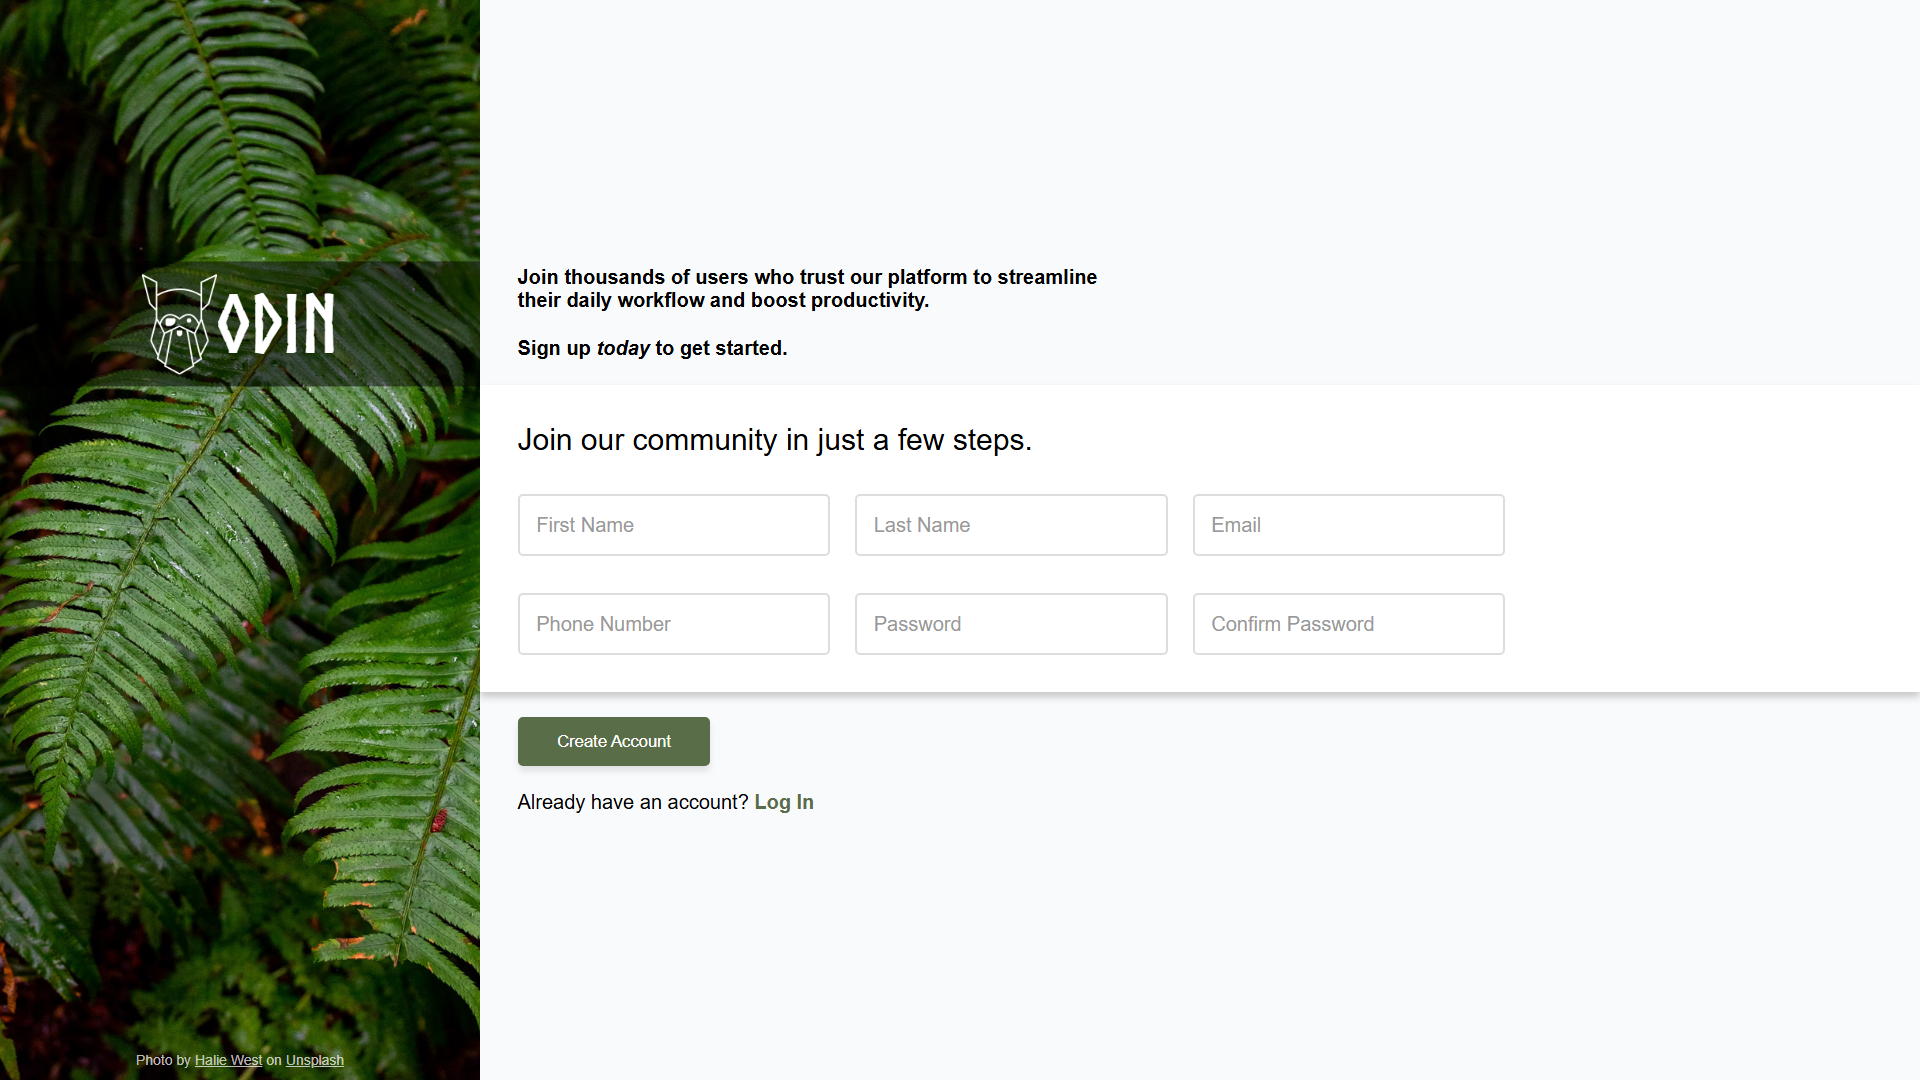 ODIN
Join thousands of users who trust our platform to streamline
their daily workflow and boost productivity.
Sign up today to get started.
Join our community in just a few steps.
First Name
Last Name
Email
Phone Number
Password
Confirm Password
Create Account
Already have an account? Log In
Photo by Halie West on Unsplash